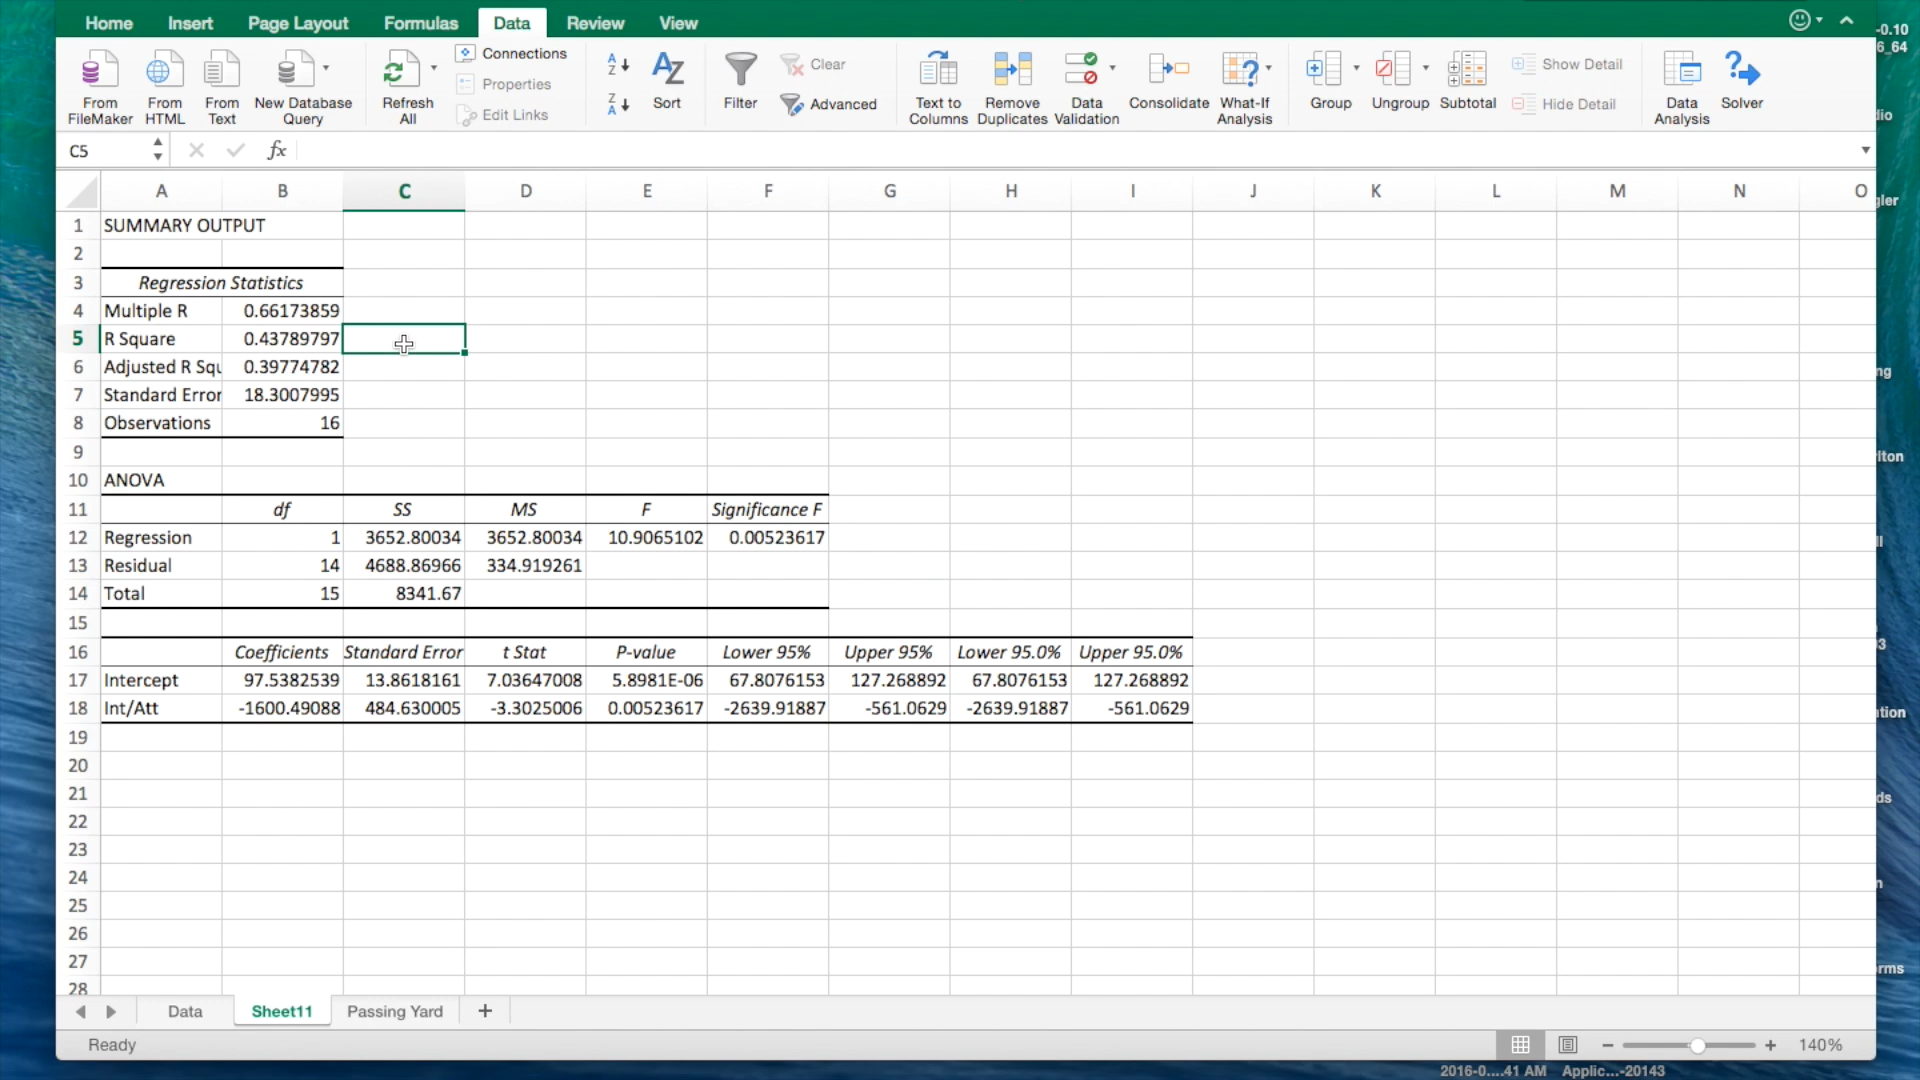 Home Insert Page Layout Formulas Data Review View
From FileMaker From HTML From Text New Database Query Refresh All Connections Properties Edit Links Sort Filter Clear Advanced Text to Columns Remove Duplicates Data Validation Consolidate What-If Analysis Group Ungroup Subtotal Show Detail Hide Detail Data Analysis Solver
C5 fx
A B C D E F G H I J K L M N O
1 SUMMARY OUTPUT
2
3 Regression Statistics
4 Multiple R 0.66173859
5 R Square 0.43789797
6 Adjusted R Squ 0.39774782
7 Standard Error 18.3007995
8 Observations 16
9
10 ANOVA
11 df SS MS F Significance F
12 Regression 1 3652.80034 3652.80034 10.9065102 0.00523617
13 Residual 14 4688.86966 334.919261
14 Total 15 8341.67
15
16 Coefficients Standard Error t Stat P-value Lower 95% Upper 95% Lower 95.0% Upper 95.0%
17 Intercept 97.5382539 13.8618161 7.03647008 5.8981E-06 67.8076153 127.268892 67.8076153 127.268892
18 Int/Att -1600.49088 484.630005 -3.3025006 0.00523617 -2639.91887 -561.0629 -2639.91887 -561.0629
19
20
21
22
23
24
25
26
27
28
Data Sheet11 Passing Yard +
Ready 140%
2016-0....41 AM Applic...-20143